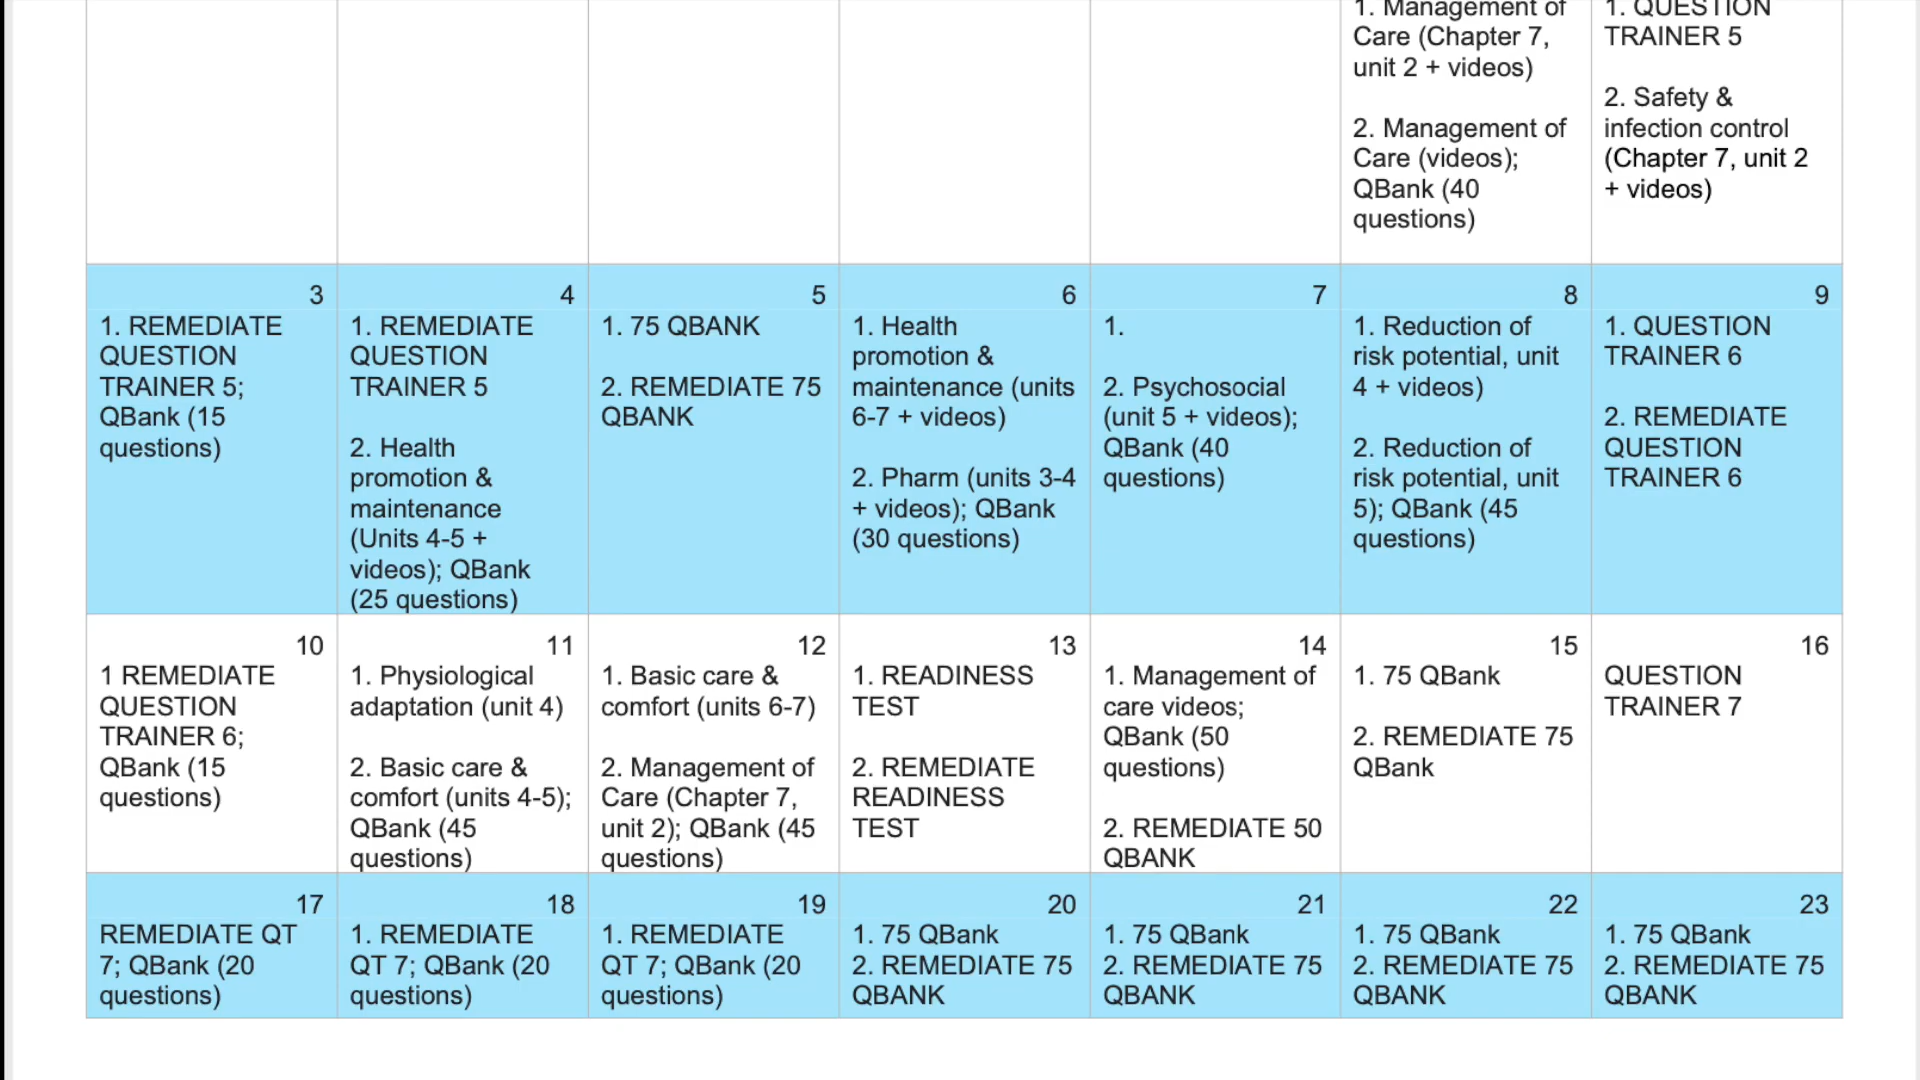 1. Management of
Care (Chapter 7,
unit 2 + videos)
2. Management of
Care (videos);
QBank (40
questions)
1. QUESTION
TRAINER 5
2. Safety &
infection control
(Chapter 7, unit 2
+ videos)
3
1. REMEDIATE
QUESTION
TRAINER 5;
QBank (15
questions)
4
1. REMEDIATE
QUESTION
TRAINER 5
2. Health
promotion &
maintenance
(Units 4-5 +
videos); QBank
(25 questions)
5
1. 75 QBANK
2. REMEDIATE 75
QBANK
6
1. Health
promotion &
maintenance (units
6-7 + videos)
2. Pharm (units 3-4
+ videos); QBank
(30 questions)
7
1.
2. Psychosocial
(unit 5 + videos);
QBank (40
questions)
8
1. Reduction of
risk potential, unit
4 + videos)
2. Reduction of
risk potential, unit
5); QBank (45
questions)
9
1. QUESTION
TRAINER 6
2. REMEDIATE
QUESTION
TRAINER 6
10
1 REMEDIATE
QUESTION
TRAINER 6;
QBank (15
questions)
11
1. Physiological
adaptation (unit 4)
2. Basic care &
comfort (units 4-5);
QBank (45
questions)
12
1. Basic care &
comfort (units 6-7)
2. Management of
Care (Chapter 7,
unit 2); QBank (45
questions)
13
1. READINESS
TEST
2. REMEDIATE
READINESS
TEST
14
1. Management of
care videos;
QBank (50
questions)
2. REMEDIATE 50
QBANK
15
1. 75 QBank
2. REMEDIATE 75
QBank
16
QUESTION
TRAINER 7
17
REMEDIATE QT
7; QBank (20
questions)
18
1. REMEDIATE
QT 7; QBank (20
questions)
19
1. REMEDIATE
QT 7; QBank (20
questions)
20
1. 75 QBank
2. REMEDIATE 75
QBANK
21
1. 75 QBank
2. REMEDIATE 75
QBANK
22
1. 75 QBank
2. REMEDIATE 75
QBANK
23
1. 75 QBank
2. REMEDIATE 75
QBANK